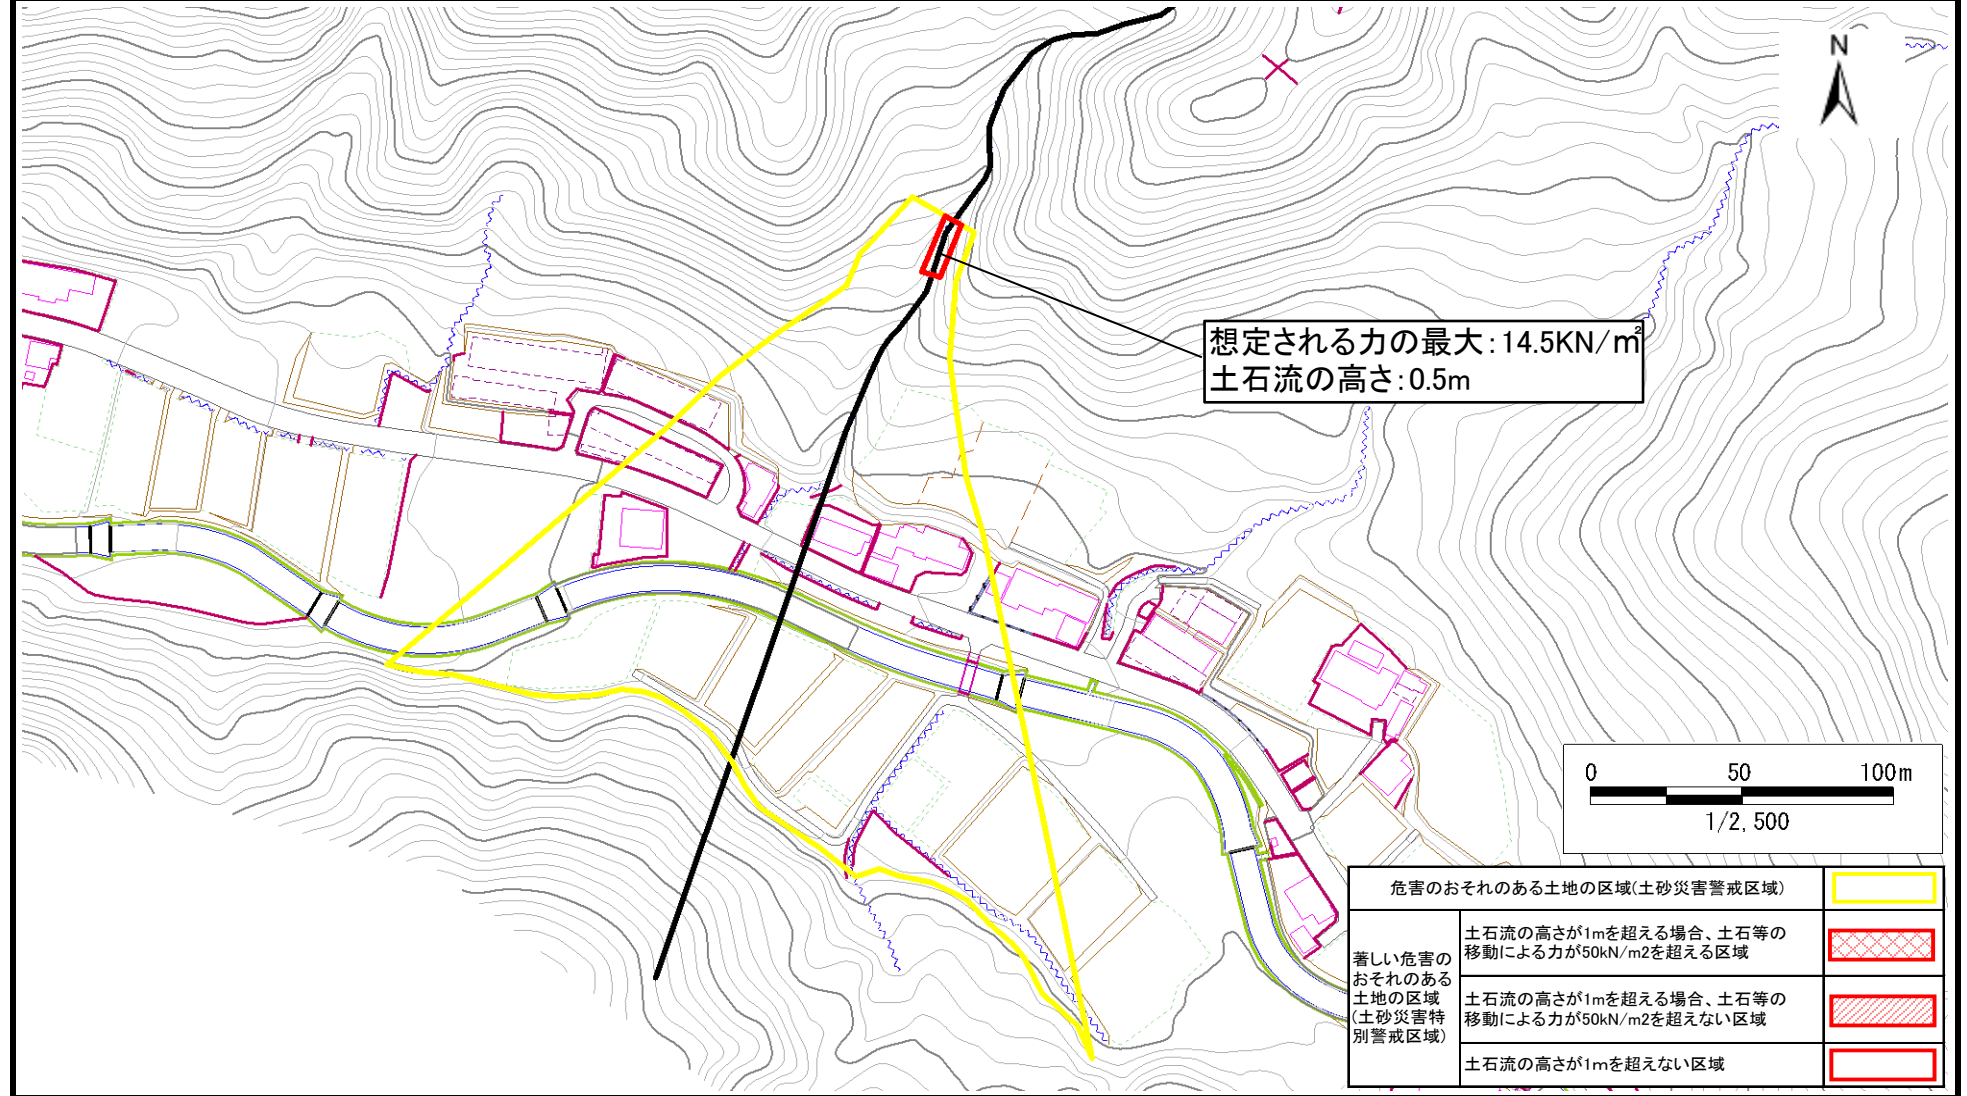 N
想定される力の最大:14.5KN/㎡
土石流の高さ:0.5m
0 50 100m
1/2,500
危害のおそれのある土地の区域(土砂災害警戒区域)
著しい危害の
おそれのある
土地の区域
(土砂災害特
別警戒区域)
土石流の高さが1mを超える場合、土石等の
移動による力が50kN/m2を超える区域
土石流の高さが1mを超える場合、土石等の
移動による力が50kN/m2を超えない区域
土石流の高さが1mを超えない区域